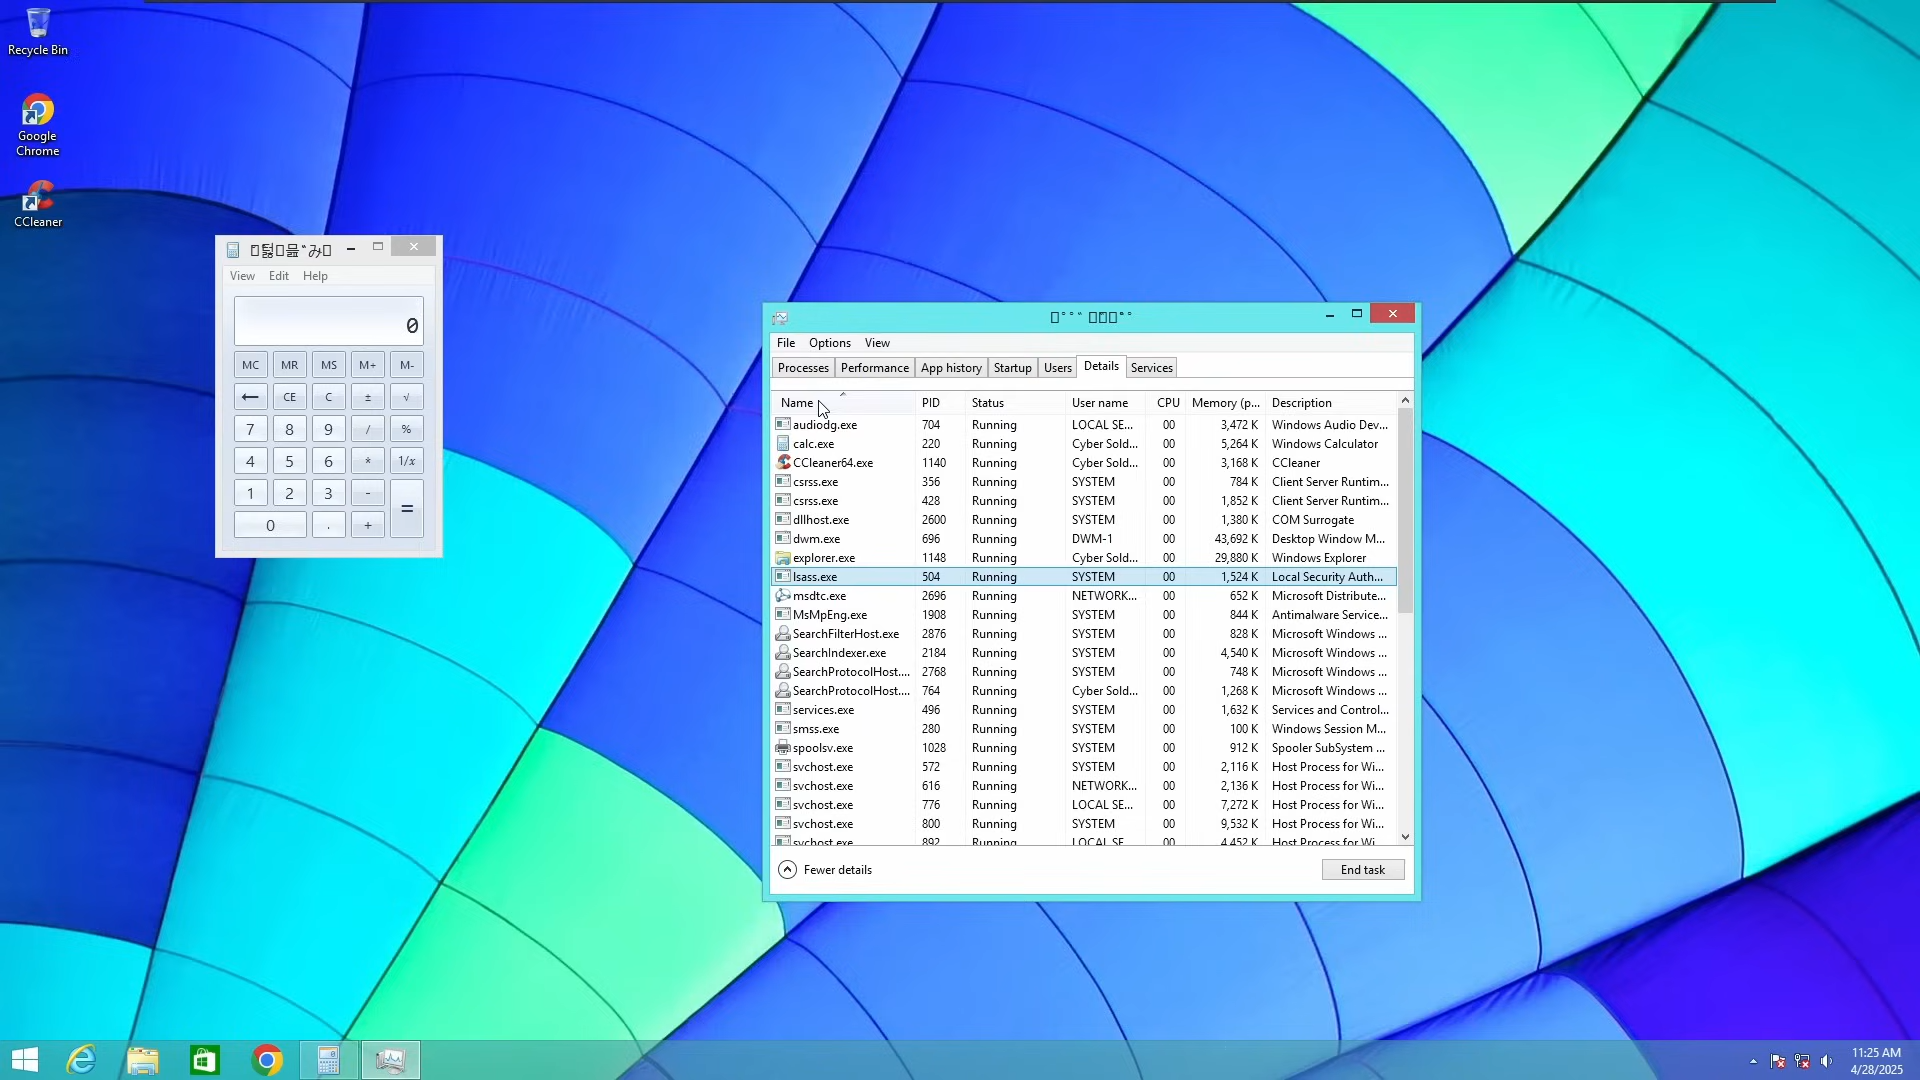 Recycle Bin
Google
Chrome
CCleaner
View Edit Help
0
MC MR MS M+ M-
← CE C ± √
7 8 9 / %
4 5 6 * 1/x
1 2 3 - =
0 . +
File Options View
Processes Performance App history Startup Users Details Services
Name PID Status User name CPU Memory (p... Description
audiodg.exe 704 Running LOCAL SE... 00 3,472 K Windows Audio Dev...
calc.exe 220 Running Cyber Sold... 00 5,264 K Windows Calculator
CCleaner64.exe 1140 Running Cyber Sold... 00 3,168 K CCleaner
csrss.exe 356 Running SYSTEM 00 784 K Client Server Runtim...
csrss.exe 428 Running SYSTEM 00 1,852 K Client Server Runtim...
dllhost.exe 2600 Running SYSTEM 00 1,380 K COM Surrogate
dwm.exe 696 Running DWM-1 00 43,692 K Desktop Window M...
explorer.exe 1148 Running Cyber Sold... 00 29,880 K Windows Explorer
lsass.exe 504 Running SYSTEM 00 1,524 K Local Security Auth...
msdtc.exe 2696 Running NETWORK... 00 652 K Microsoft Distribute...
MsMpEng.exe 1908 Running SYSTEM 00 844 K Antimalware Service...
SearchFilterHost.exe 2876 Running SYSTEM 00 828 K Microsoft Windows ...
SearchIndexer.exe 2184 Running SYSTEM 00 4,540 K Microsoft Windows ...
SearchProtocolHost.... 2768 Running SYSTEM 00 748 K Microsoft Windows ...
SearchProtocolHost.... 764 Running Cyber Sold... 00 1,268 K Microsoft Windows ...
services.exe 496 Running SYSTEM 00 1,632 K Services and Control...
smss.exe 280 Running SYSTEM 00 100 K Windows Session M...
spoolsv.exe 1028 Running SYSTEM 00 912 K Spooler SubSystem ...
svchost.exe 572 Running SYSTEM 00 2,116 K Host Process for Wi...
svchost.exe 616 Running NETWORK... 00 2,136 K Host Process for Wi...
svchost.exe 776 Running LOCAL SE... 00 7,272 K Host Process for Wi...
svchost.exe 800 Running SYSTEM 00 9,532 K Host Process for Wi...
svchost.exe 892 Running LOCAL SE 00 4,452 K Host Process for Wi
Fewer details End task
11:25 AM
4/28/2025